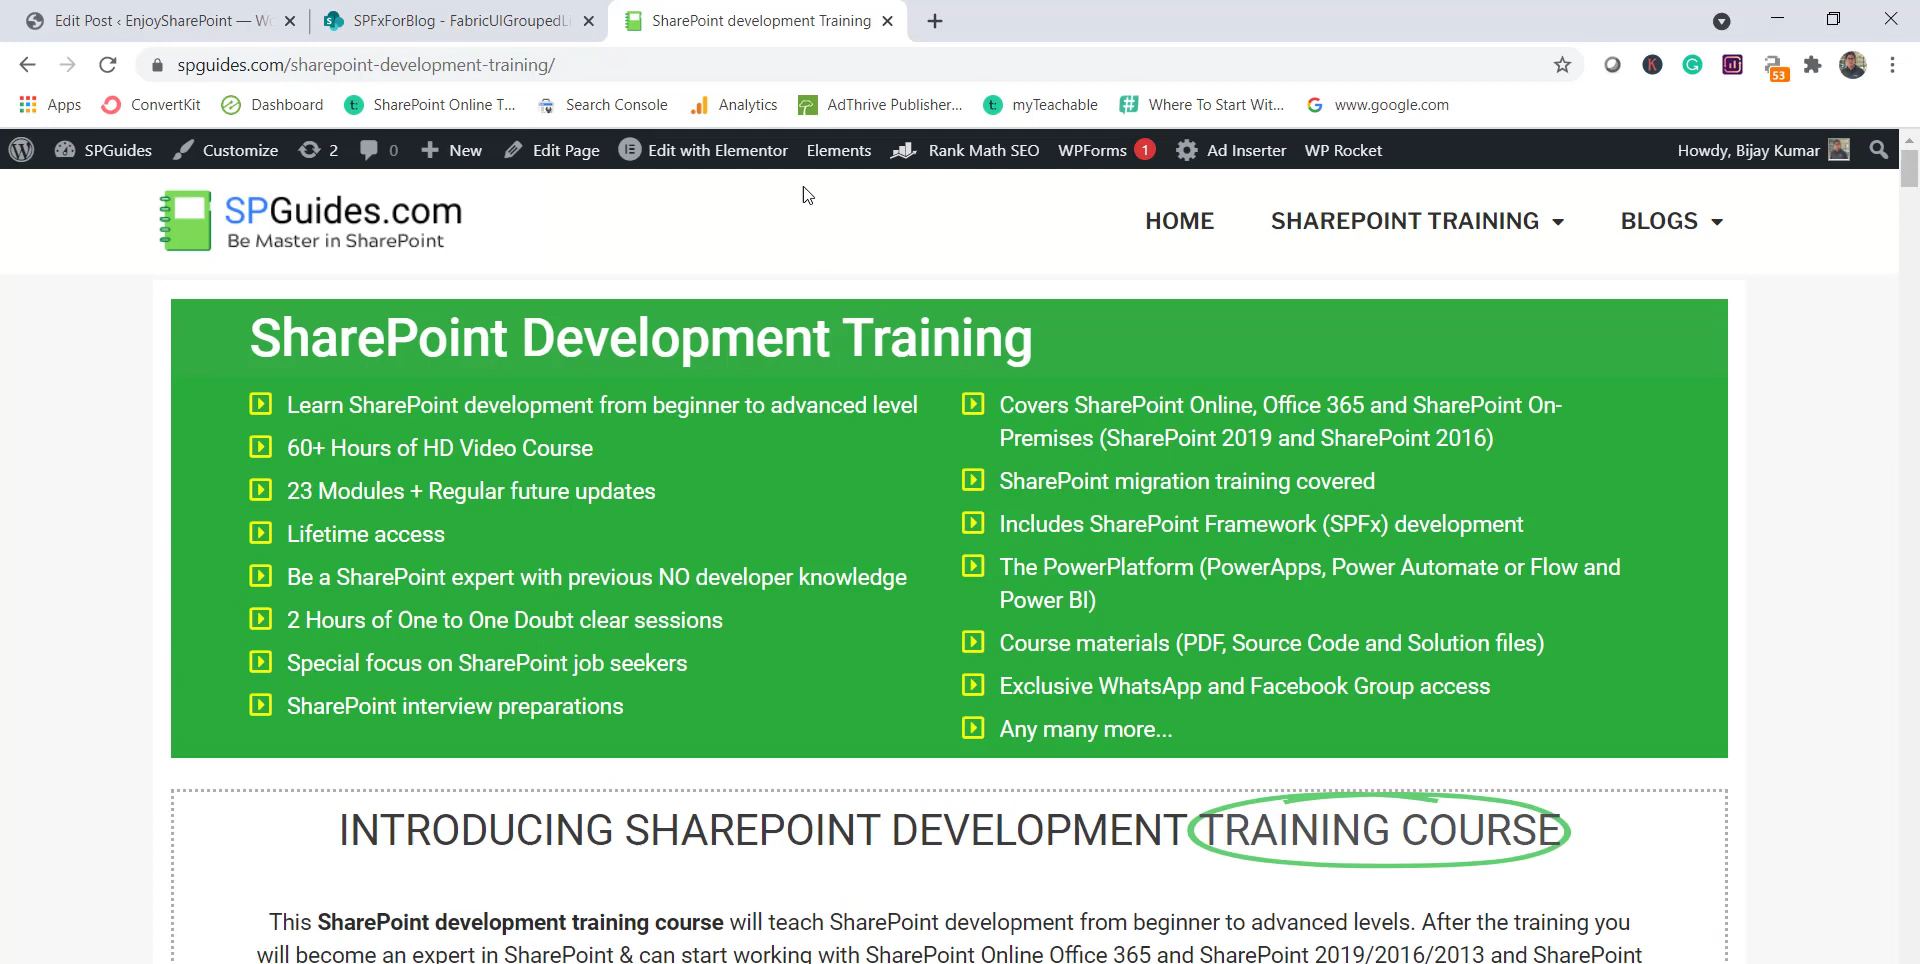 Edit Post ‹ EnjoySharePoint — Wo
SPFxForBlog - FabricUIGroupedLi
SharePoint development Training
spguides.com/sharepoint-development-training/
53
Apps
ConvertKit
Dashboard
SharePoint Online T...
Search Console
Analytics
AdThrive Publisher...
myTeachable
Where To Start Wit...
www.google.com
SPGuides
Customize
2
0
New
Edit Page
Edit with Elementor
Elements
Rank Math SEO
WPForms 1
Ad Inserter
WP Rocket
Howdy, Bijay Kumar
SPGuides.com
Be Master in SharePoint
HOME
SHAREPOINT TRAINING
BLOGS
SharePoint Development Training
Learn SharePoint development from beginner to advanced level
60+ Hours of HD Video Course
23 Modules + Regular future updates
Lifetime access
Be a SharePoint expert with previous NO developer knowledge
2 Hours of One to One Doubt clear sessions
Special focus on SharePoint job seekers
SharePoint interview preparations
Covers SharePoint Online, Office 365 and SharePoint On-
Premises (SharePoint 2019 and SharePoint 2016)
SharePoint migration training covered
Includes SharePoint Framework (SPFx) development
The PowerPlatform (PowerApps, Power Automate or Flow and
Power BI)
Course materials (PDF, Source Code and Solution files)
Exclusive WhatsApp and Facebook Group access
Any many more...
INTRODUCING SHAREPOINT DEVELOPMENT TRAINING COURSE
This SharePoint development training course will teach SharePoint development from beginner to advanced levels. After the training you
will become an expert in SharePoint & can start working with SharePoint Online Office 365 and SharePoint 2019/2016/2013 and SharePoint